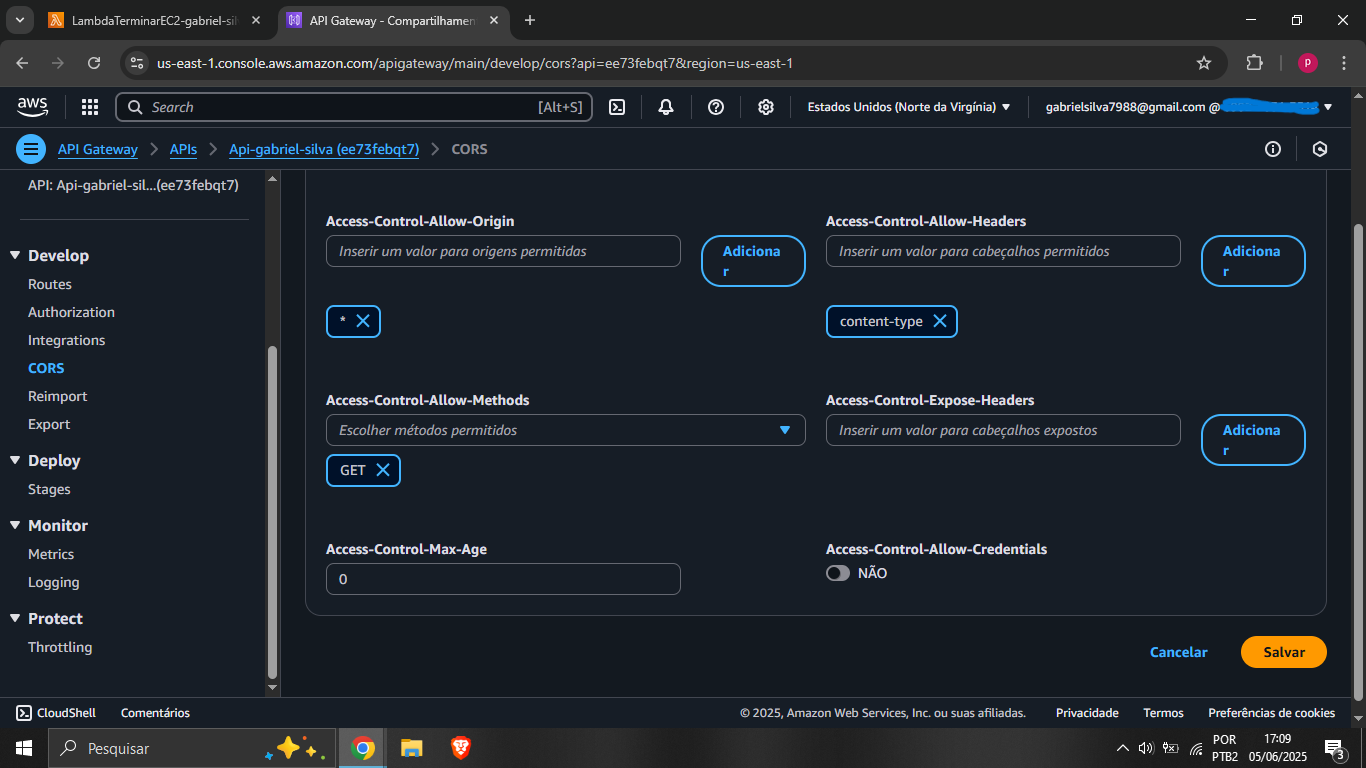 LambdaTerminarEC2-gabriel-sil
API Gateway - Compartilhamen
us-east-1.console.aws.amazon.com/apigateway/main/develop/cors?api=ee73febqt7&region=us-east-1
p
aws
Search
[Alt+S]
Estados Unidos (Norte da Virgínia)
gabrielsilva7988@gmail.com @
API Gateway
APIs
Api-gabriel-silva (ee73febqt7)
CORS
API: Api-gabriel-sil...(ee73febqt7)
Develop
Routes
Authorization
Integrations
CORS
Reimport
Export
Deploy
Stages
Monitor
Metrics
Logging
Protect
Throttling
Access-Control-Allow-Origin
Inserir um valor para origens permitidas
Adiciona
r
*
Access-Control-Allow-Headers
Inserir um valor para cabeçalhos permitidos
Adiciona
r
content-type
Access-Control-Allow-Methods
Escolher métodos permitidos
GET
Access-Control-Expose-Headers
Inserir um valor para cabeçalhos expostos
Adiciona
r
Access-Control-Max-Age
0
Access-Control-Allow-Credentials
NÃO
Cancelar
Salvar
CloudShell
Comentários
© 2025, Amazon Web Services, Inc. ou suas afiliadas.
Privacidade
Termos
Preferências de cookies
Pesquisar
POR
PTB2
17:09
05/06/2025
3